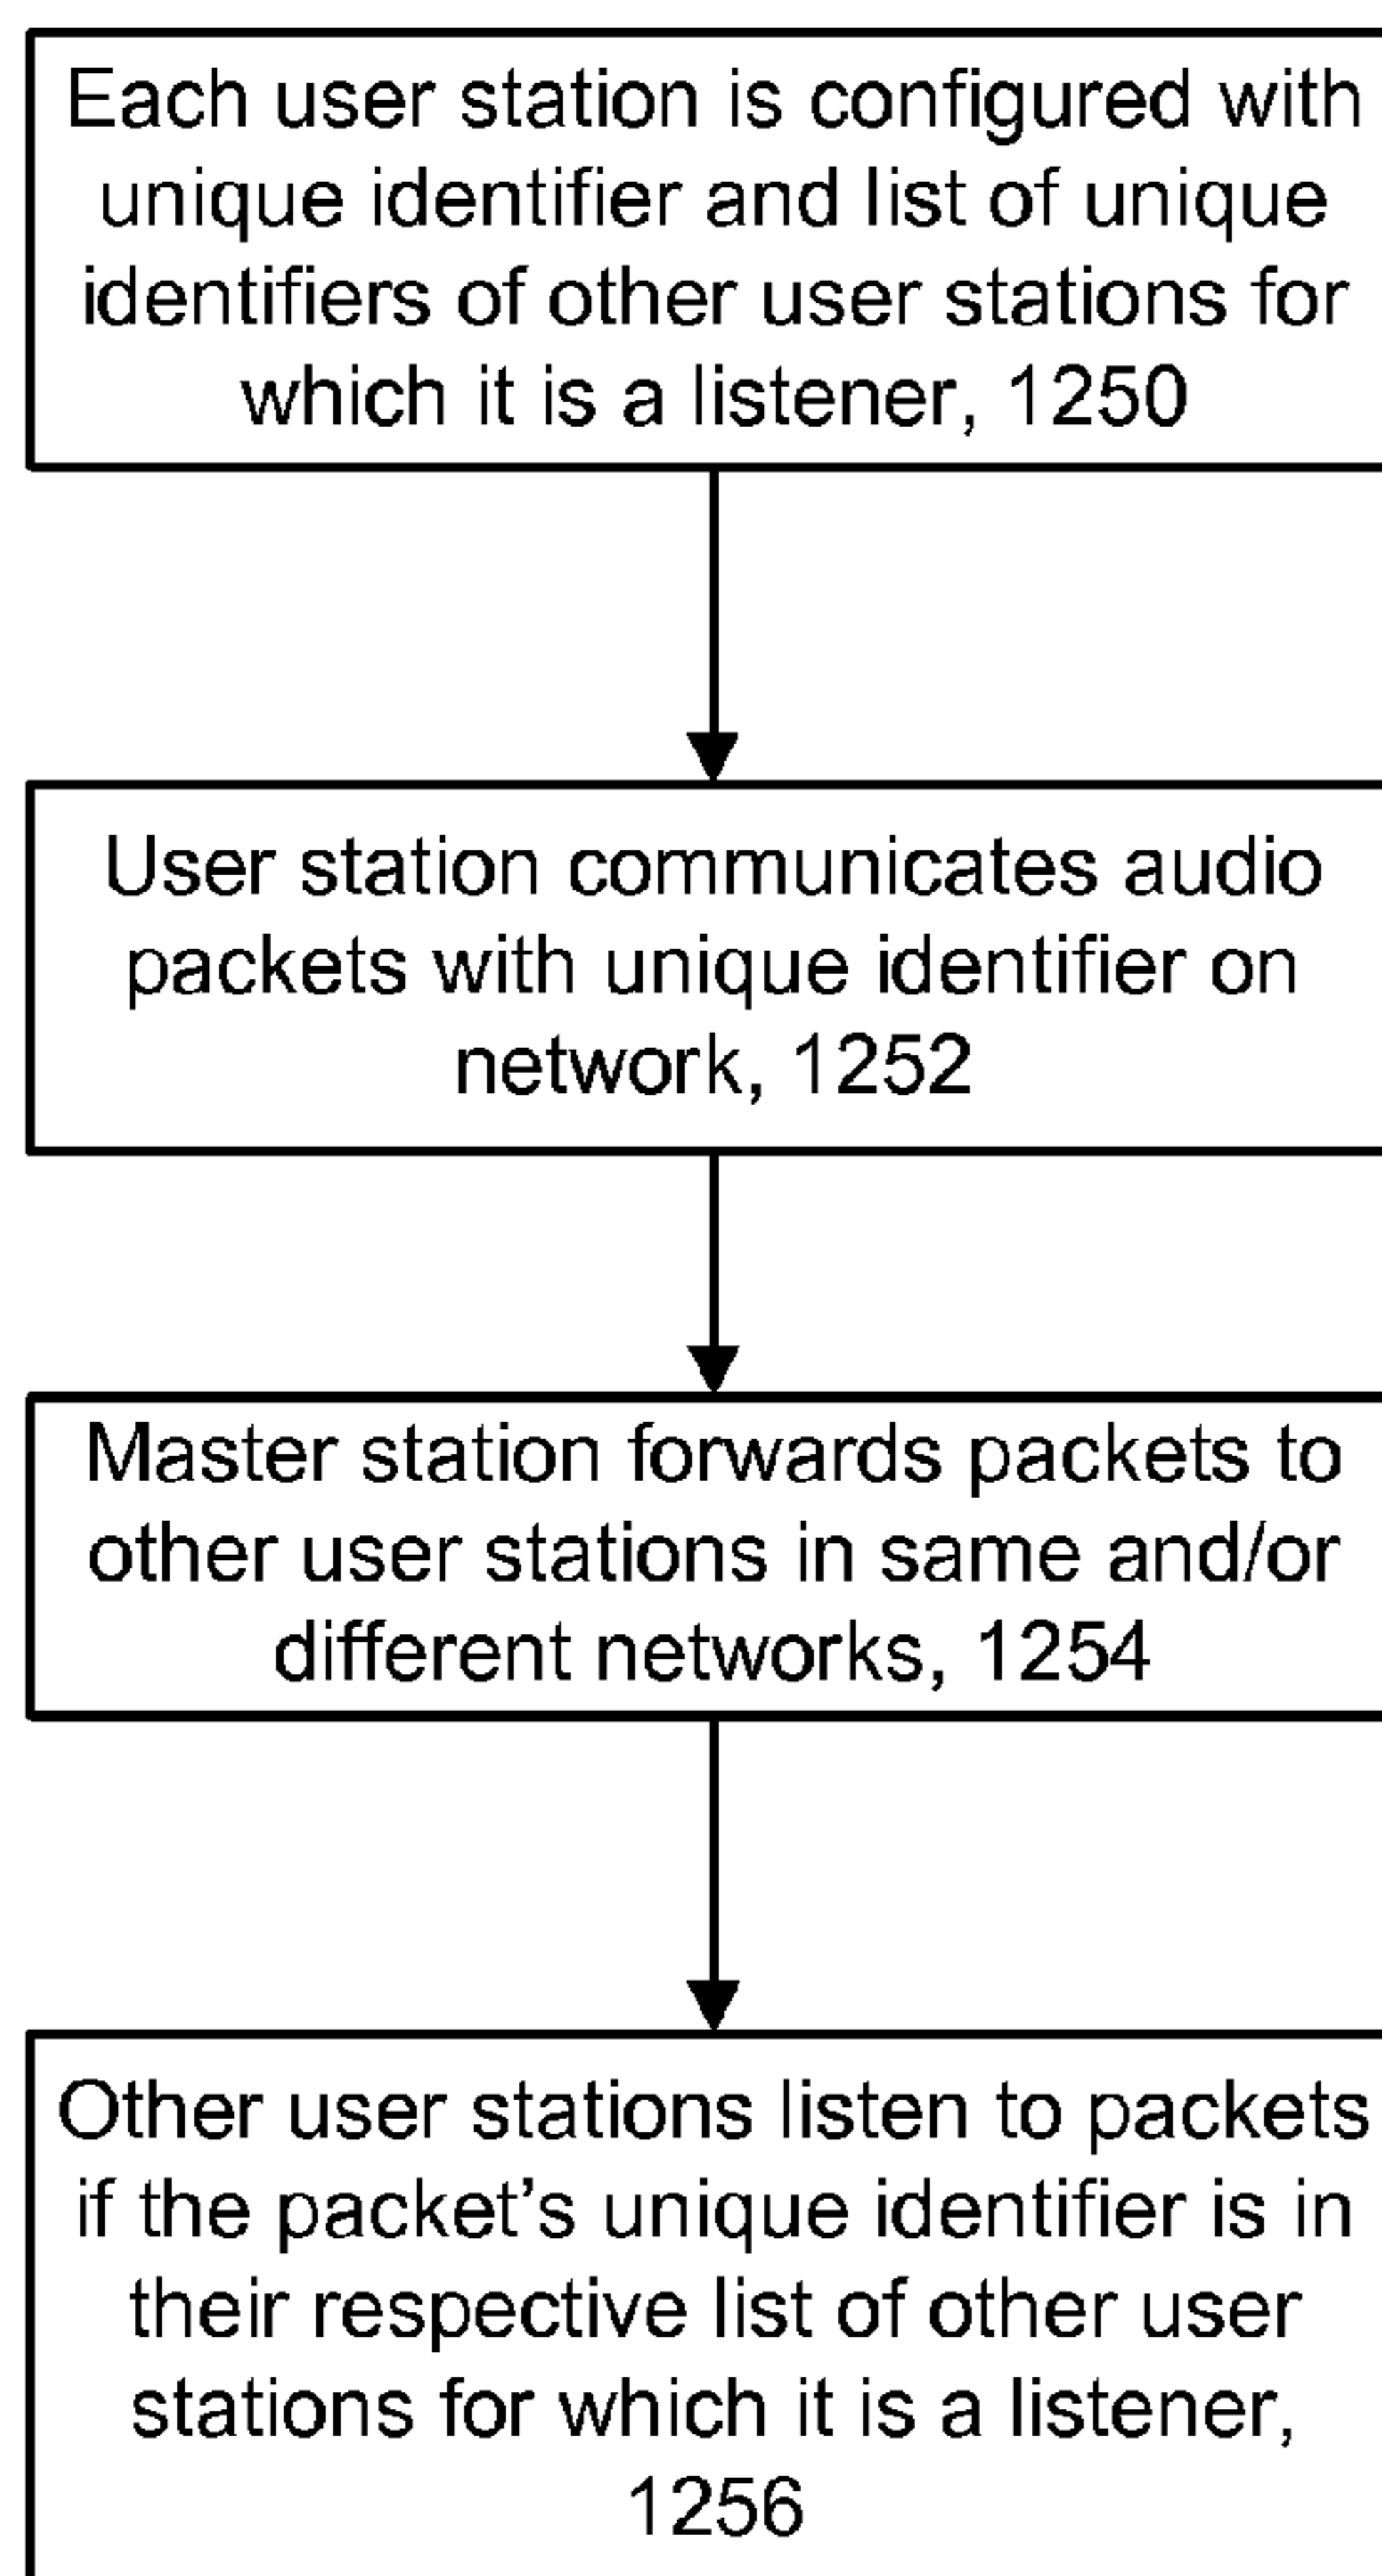 Each user station is configured with
unique identifier and list of unique
identifiers of other user stations for
which it is a listener, 1250
User station communicates audio
packets with unique identifier on
network, 1252
Master station forwards packets to
other user stations in same and/or
different networks, 1254
Other user stations listen to packets
if the packet’s unique identifier is in
their respective list of other user
stations for which it is a listener,
1256